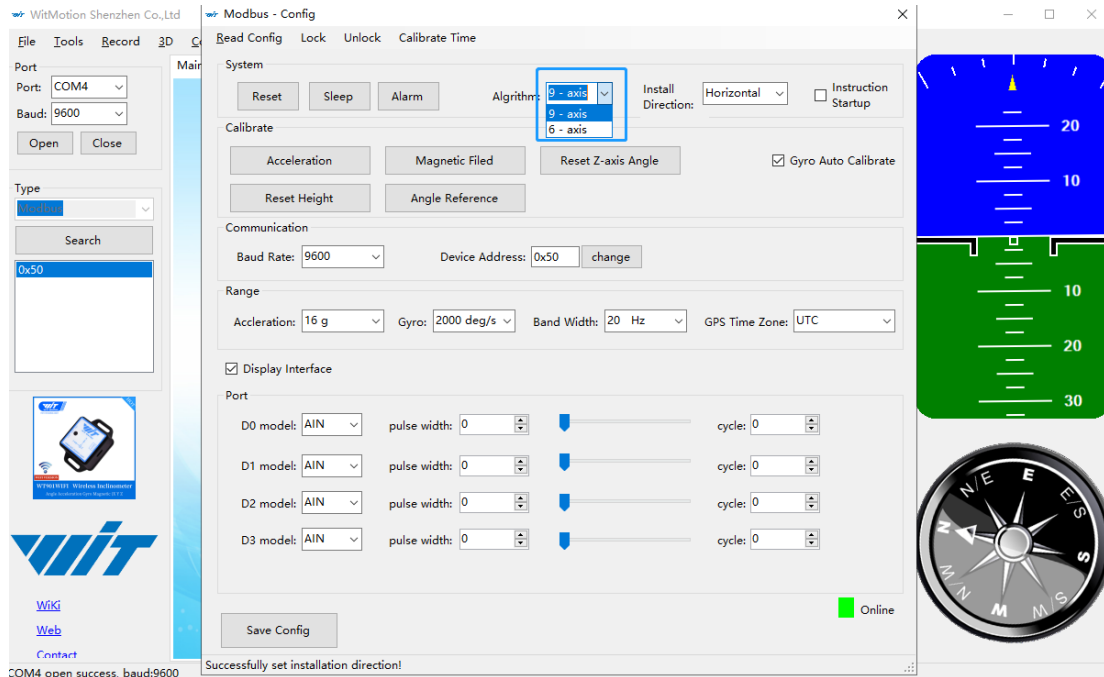 WitMotion Shenzhen Co.,Ltd
File Tools Record 3D
Port
Port: COM4
Baud: 9600
Open Close
Type
Modbus
Search
0x50
WIT
WT901WIFI Wireless Inclinometer
WIT
WiKi
Web
Contact
COM4 open success, baud:9600
Main
Modbus - Config
Read Config Lock Unlock Calibrate Time
System
Reset Sleep Alarm Algrithm: 9 - axis Install Direction: Horizontal Instruction Startup
9 - axis
6 - axis
Calibrate
Acceleration Magnetic Filed Reset Z-axis Angle Gyro Auto Calibrate
Reset Height Angle Reference
Communication
Baud Rate: 9600 Device Address: 0x50 change
Range
Accleration: 16 g Gyro: 2000 deg/s Band Width: 20 Hz GPS Time Zone: UTC
Display Interface
Port
D0 model: AIN pulse width: 0 cycle: 0
D1 model: AIN pulse width: 0 cycle: 0
D2 model: AIN pulse width: 0 cycle: 0
D3 model: AIN pulse width: 0 cycle: 0
Online
Save Config
Successfully set installation direction!
20
10
10
20
30
N/E E E/S
N S
W/N W W/S